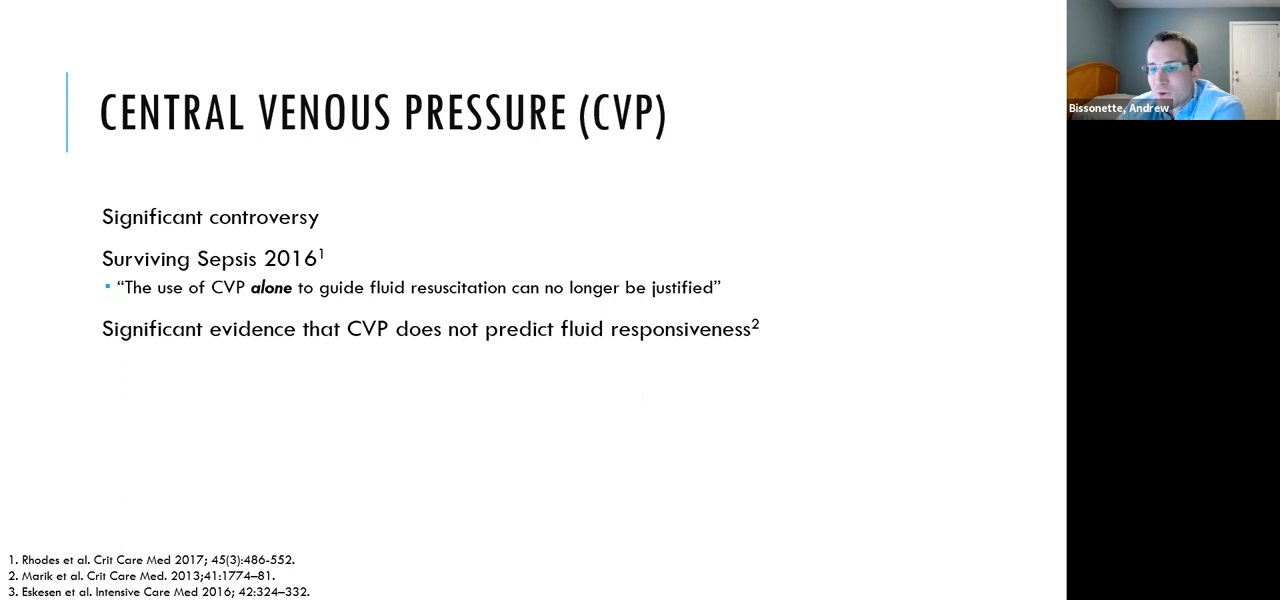 CENTRAL VENOUS PRESSURE (CVP)
Significant controversy
Surviving Sepsis 2016¹
▪ “The use of CVP alone to guide fluid resuscitation can no longer be justified”
Significant evidence that CVP does not predict fluid responsiveness²
1. Rhodes et al. Crit Care Med 2017; 45(3):486-552.
2. Marik et al. Crit Care Med. 2013;41:1774–81.
3. Eskesen et al. Intensive Care Med 2016; 42:324–332.
Bissonette, Andrew